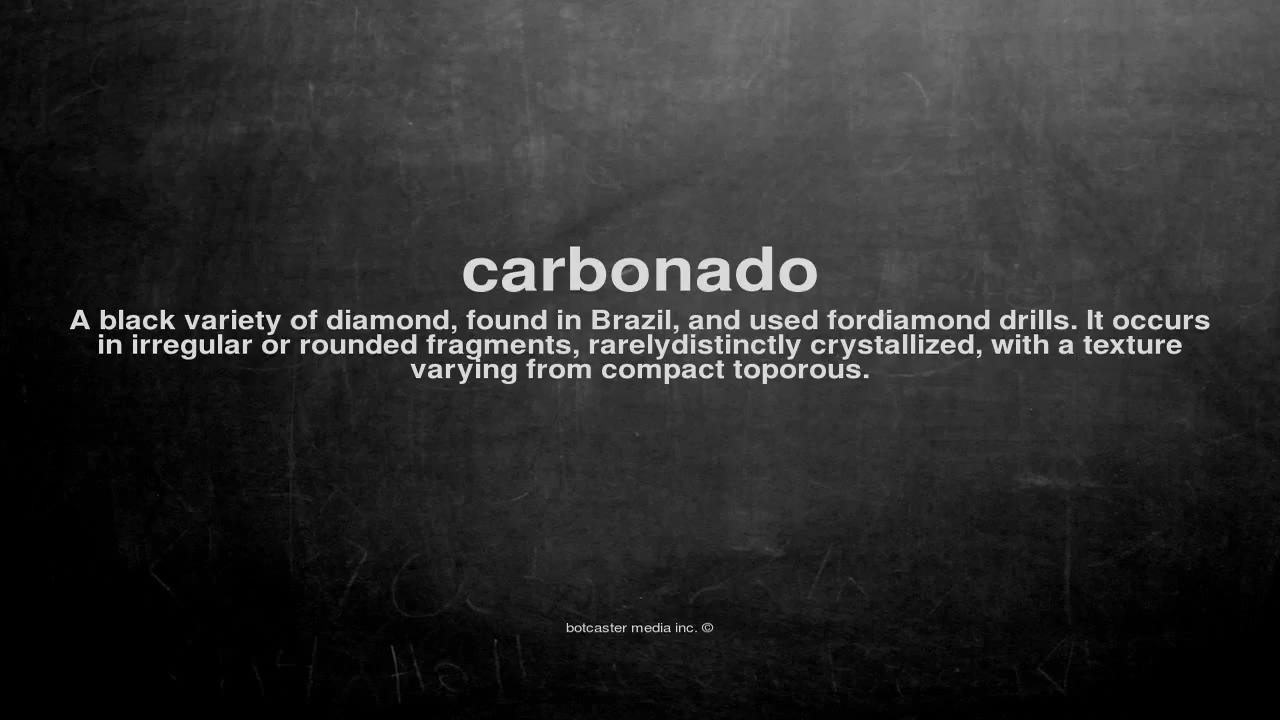 carbonado
A black variety of diamond, found in Brazil, and used fordiamond drills. It occurs
in irregular or rounded fragments, rarelydistinctly crystallized, with a texture
varying from compact toporous.
botcaster media inc. ©